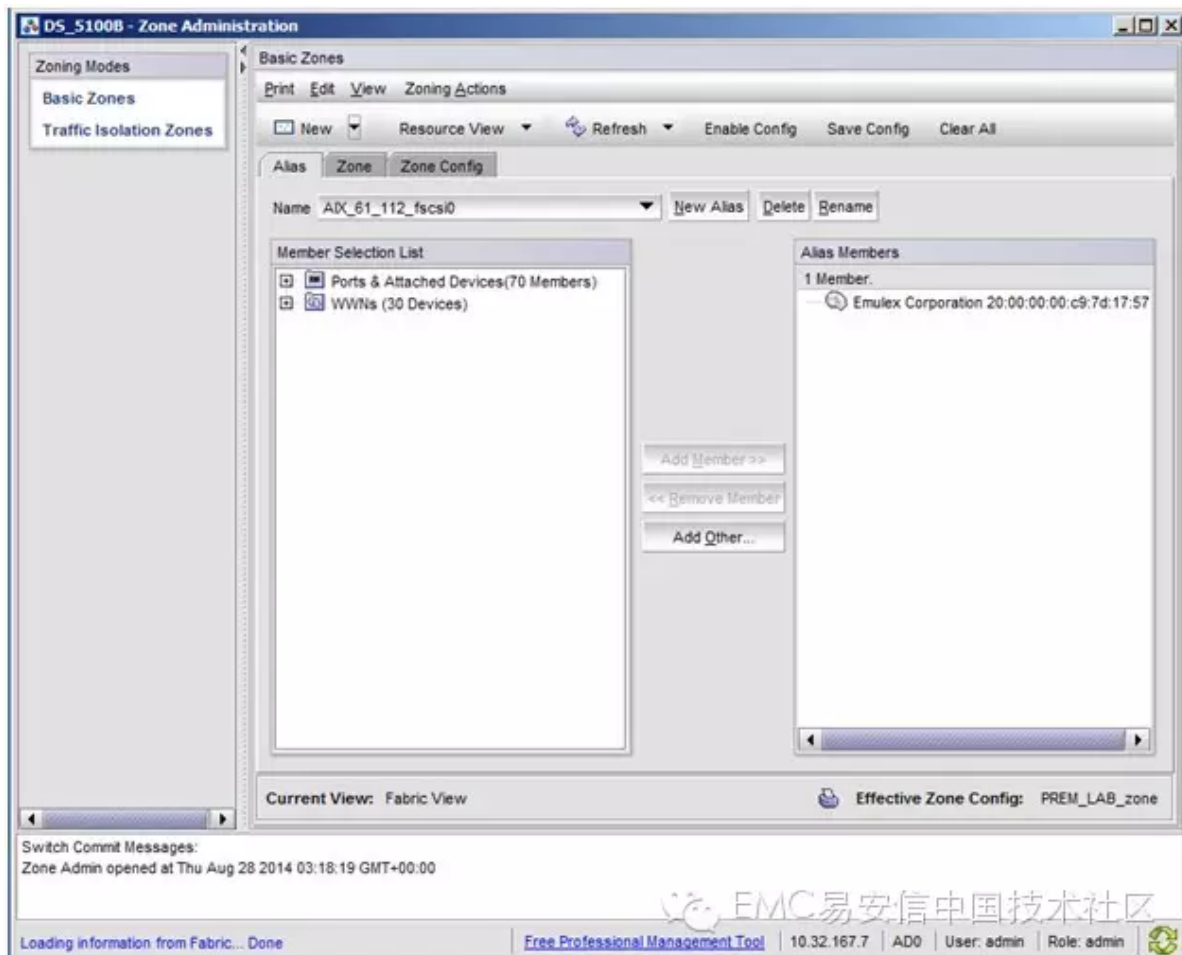 DS_5100B - Zone Administration
Zoning Modes
Basic Zones
Traffic Isolation Zones
Basic Zones
Print Edit View Zoning Actions
New Resource View Refresh Enable Config Save Config Clear All
Alias Zone Zone Config
Name AIX_61_112_fscsi0 New Alias Delete Rename
Member Selection List
Ports & Attached Devices(70 Members)
WWNs (30 Devices)
Add Member >>
<< Remove Member
Add Other...
Alias Members
1 Member.
Emulex Corporation 20:00:00:00:c9:7d:17:57
Current View: Fabric View
Effective Zone Config: PREM_LAB_zone
Switch Commit Messages:
Zone Admin opened at Thu Aug 28 2014 03:18:19 GMT+00:00
EMC易安信中国技术社区
Loading information from Fabric... Done
Free Professional Management Tool 10.32.167.7 AD0 User: admin Role: admin